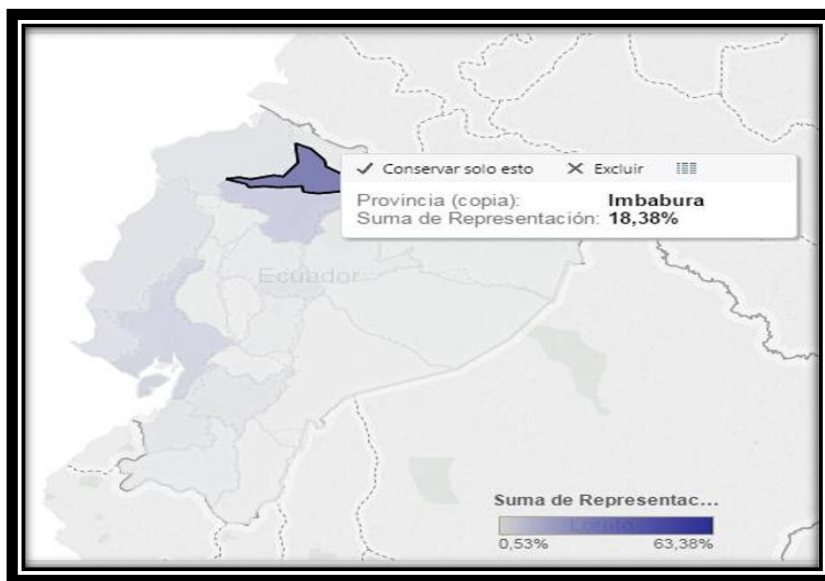 ✓ Conservar solo esto ✕ Excluir
Provincia (copia): Imbabura
Suma de Representación: 18,38%
Ecuador
Suma de Representac...
Loreto
0,53% 63,38%